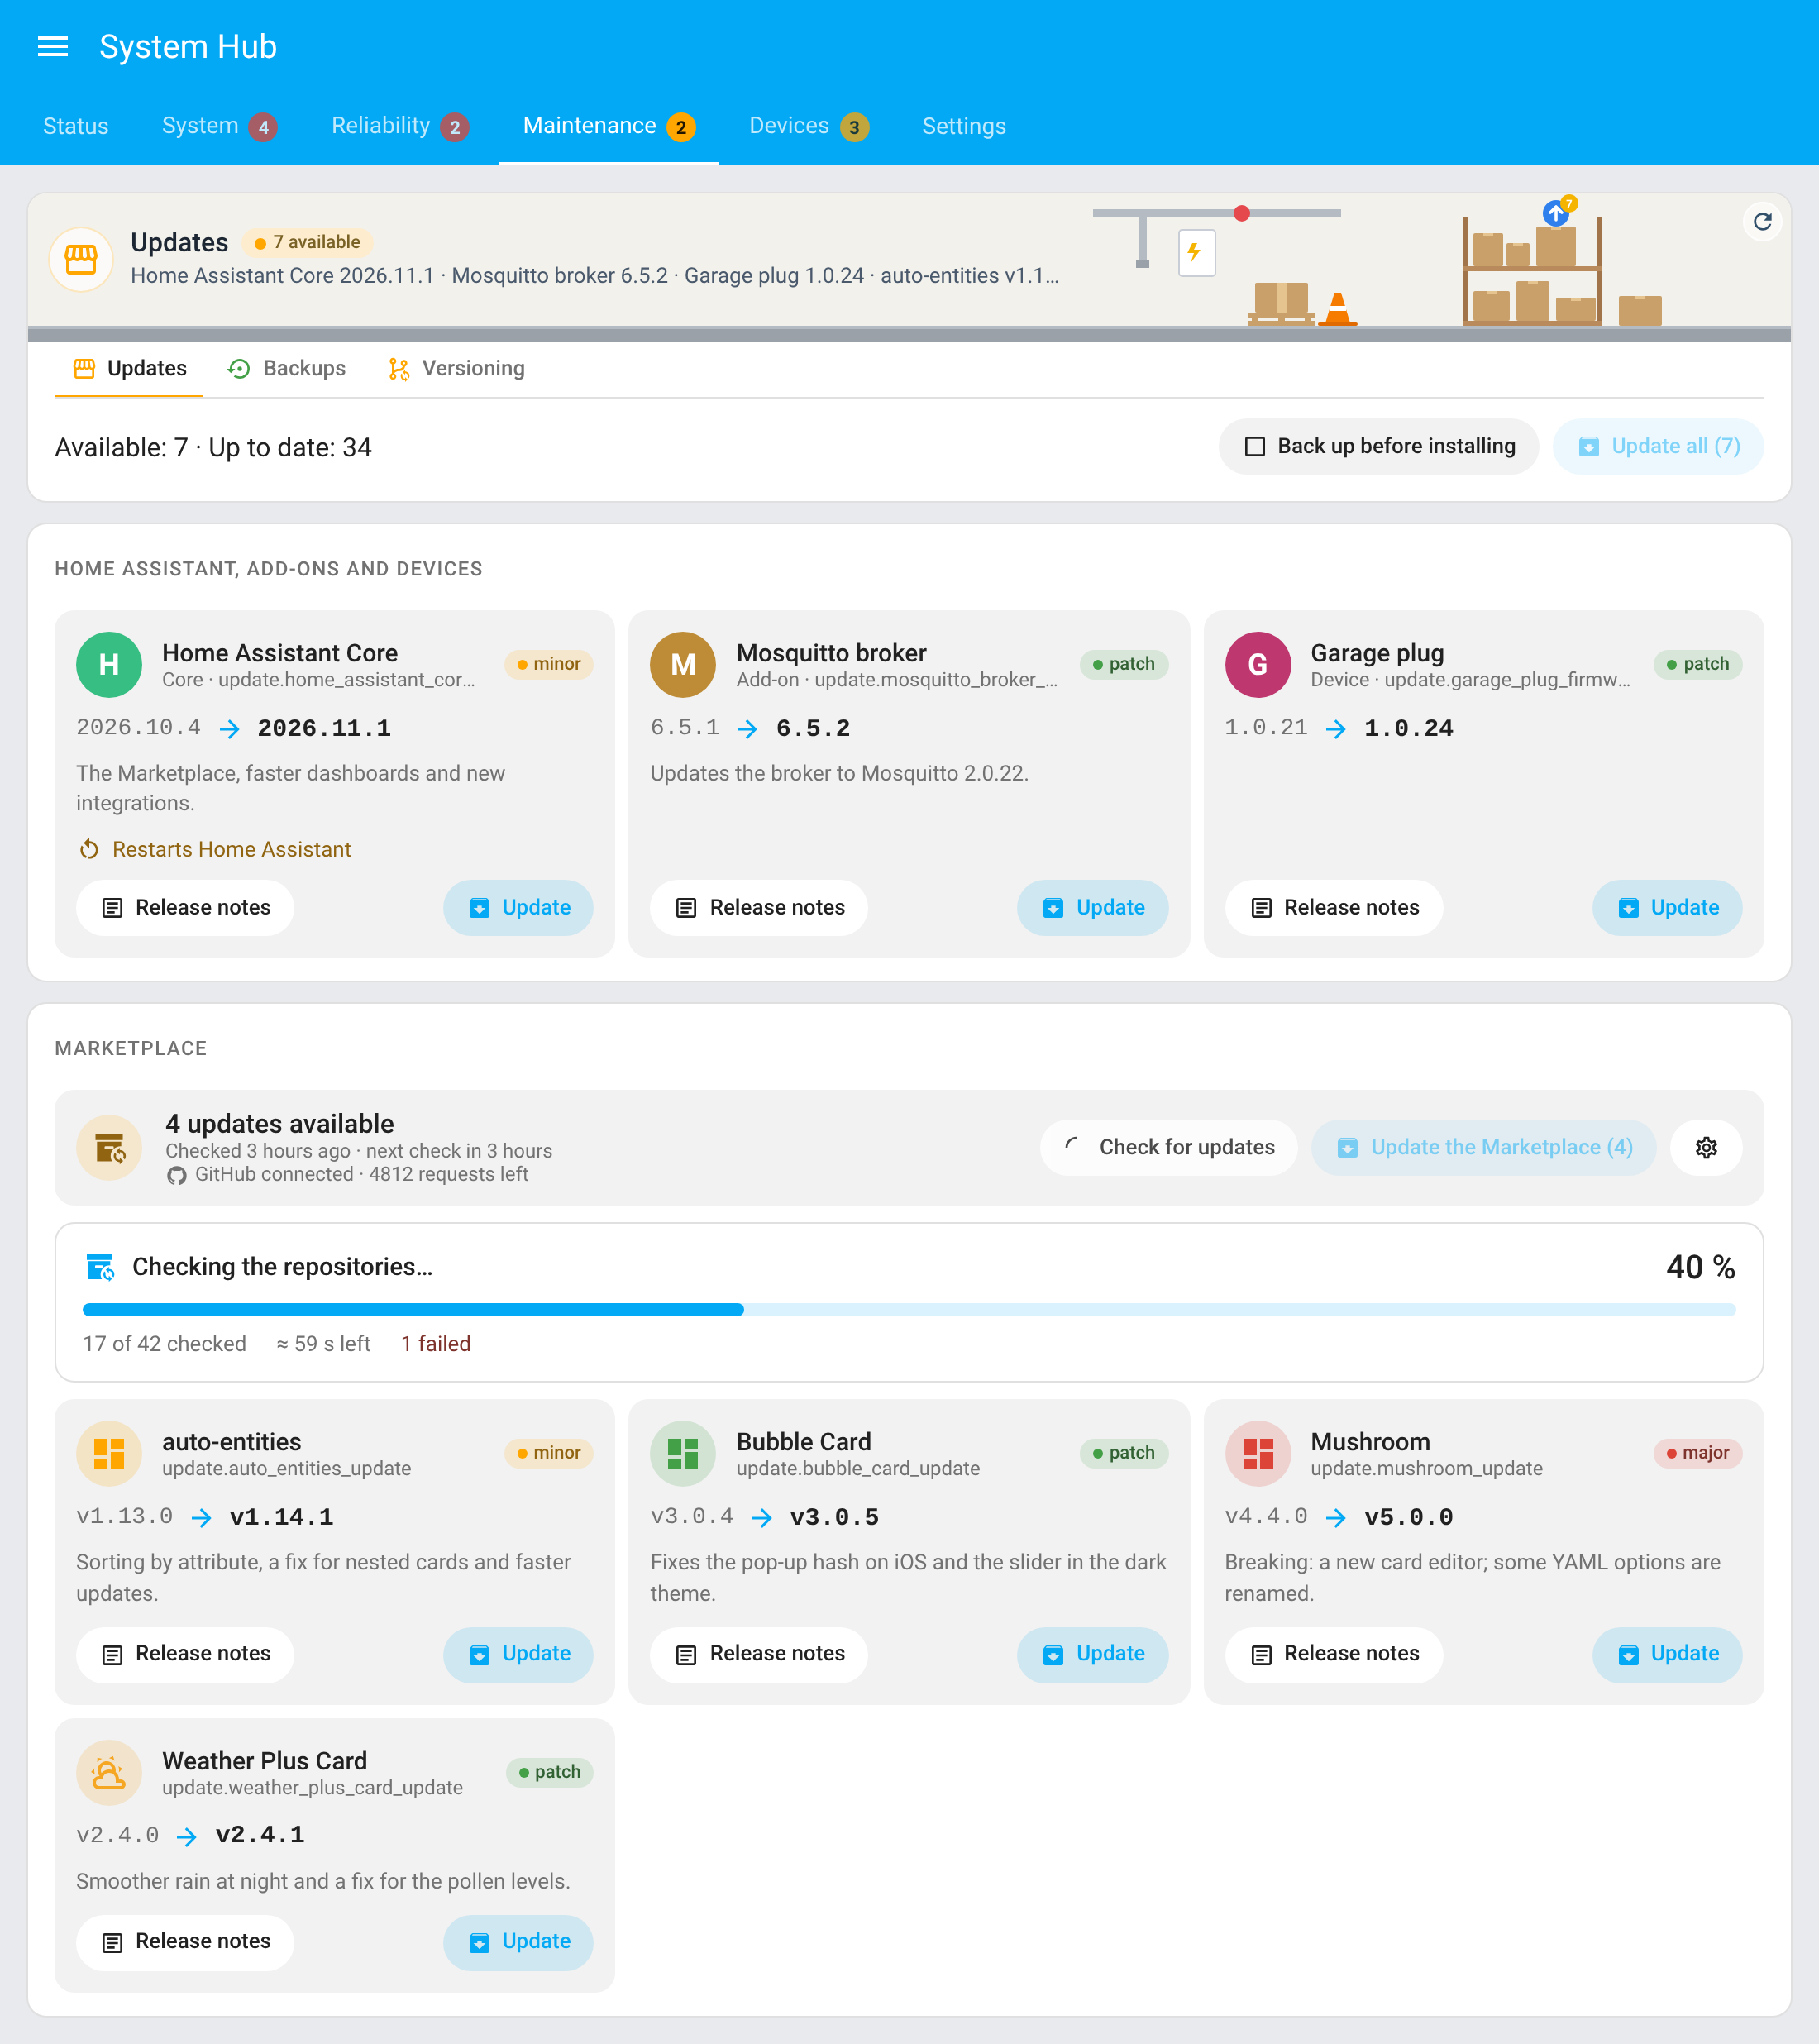 System Hub
Status
System 4
Reliability 2
Maintenance 2
Devices 3
Settings
Updates
7 available
Home Assistant Core 2026.11.1 · Mosquitto broker 6.5.2 · Garage plug 1.0.24 · auto-entities v1.1…
7
Updates
Backups
Versioning
Available: 7 · Up to date: 34
Back up before installing
Update all (7)
HOME ASSISTANT, ADD-ONS AND DEVICES
H
Home Assistant Core
minor
Core · update.home_assistant_cor…
2026.10.4 → 2026.11.1
The Marketplace, faster dashboards and new
integrations.
Restarts Home Assistant
Release notes
Update
M
Mosquitto broker
patch
Add-on · update.mosquitto_broker_…
6.5.1 → 6.5.2
Updates the broker to Mosquitto 2.0.22.
Release notes
Update
G
Garage plug
patch
Device · update.garage_plug_firmw…
1.0.21 → 1.0.24
Release notes
Update
MARKETPLACE
4 updates available
Checked 3 hours ago · next check in 3 hours
GitHub connected · 4812 requests left
Check for updates
Update the Marketplace (4)
Checking the repositories…
40 %
17 of 42 checked
≈ 59 s left
1 failed
auto-entities
minor
update.auto_entities_update
v1.13.0 → v1.14.1
Sorting by attribute, a fix for nested cards and faster
updates.
Release notes
Update
Bubble Card
patch
update.bubble_card_update
v3.0.4 → v3.0.5
Fixes the pop-up hash on iOS and the slider in the dark
theme.
Release notes
Update
Mushroom
major
update.mushroom_update
v4.4.0 → v5.0.0
Breaking: a new card editor; some YAML options are
renamed.
Release notes
Update
Weather Plus Card
patch
update.weather_plus_card_update
v2.4.0 → v2.4.1
Smoother rain at night and a fix for the pollen levels.
Release notes
Update